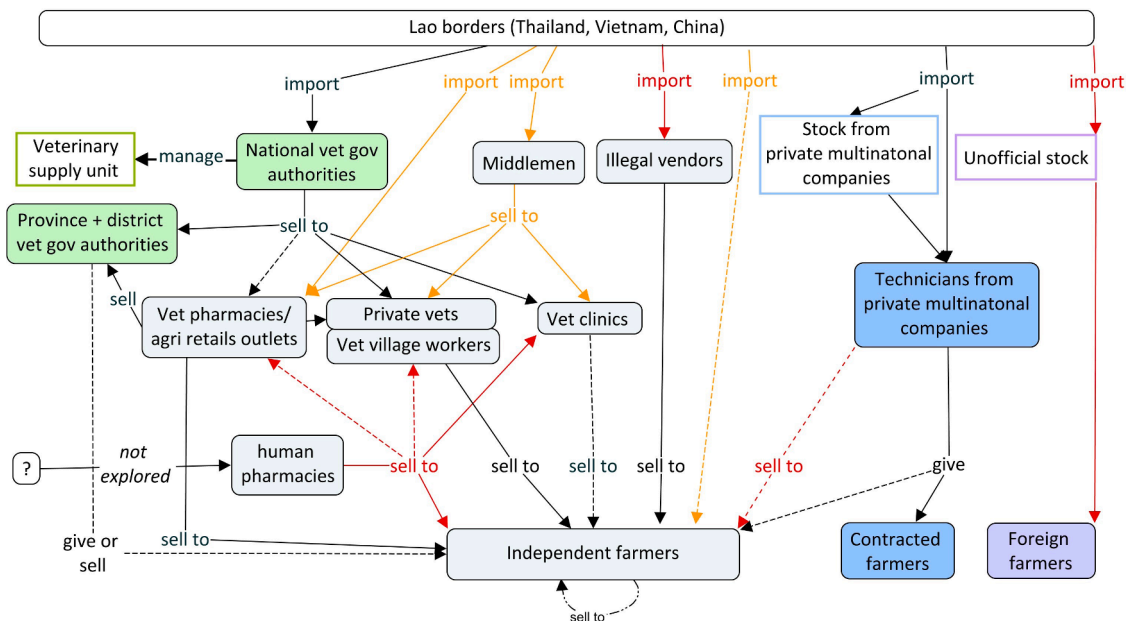 Lao borders (Thailand, Vietnam, China)
import
import
import
import
import
import
import
Veterinary
supply unit
manage
National vet gov
authorities
Middlemen
Illegal vendors
Stock from
private multinatonal
companies
Unofficial stock
Province + district
vet gov authorities
sell to
sell to
sell
Vet pharmacies/
agri retails outlets
Private vets
Vet village workers
Vet clinics
Technicians from
private multinatonal
companies
?
not
explored
human
pharmacies
sell to
sell to
sell to
sell to
sell to
give
give or
sell
sell to
Independent farmers
Contracted
farmers
Foreign
farmers
sell to